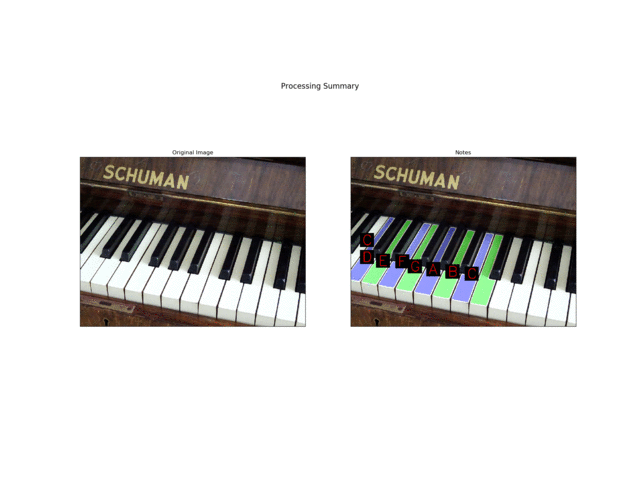 Processing Summary
Original Image
Notes
SCHUMAN
SCHUMAN
C
D E F G A B C